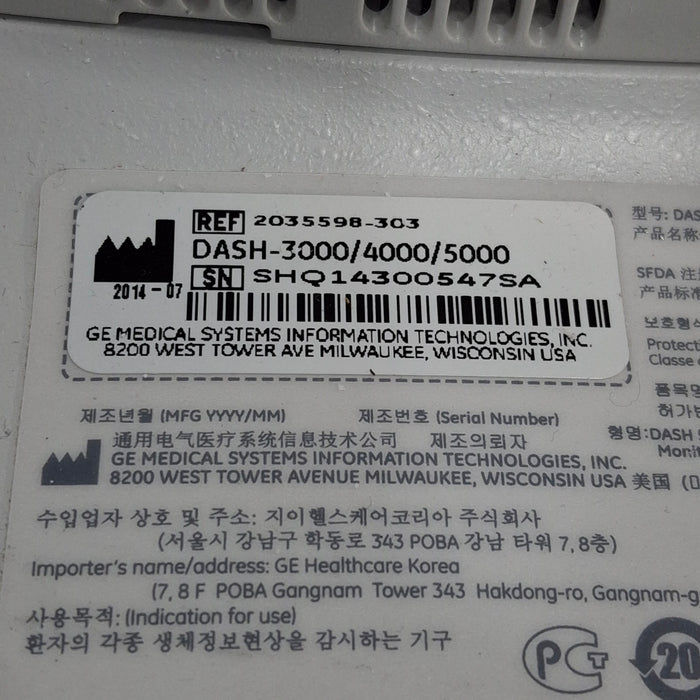 REF 2035598-303
DASH-3000/4000/5000
SN SHQ14300547SA
2014-07
GE MEDICAL SYSTEMS INFORMATION TECHNOLOGIES, INC.
8200 WEST TOWER AVE MILWAUKEE, WISCONSIN USA
型号: DAS
产品名称
SFDA 注
产品标准
보호형식
Protecti
Classe
품목명
허가번
형명:DASH
Monit
제조년월 (MFG YYYY/MM) 제조번호 (Serial Number)
通用电气医疗系统信息技术公司 제조의뢰자
GE MEDICAL SYSTEMS INFORMATION TECHNOLOGIES, INC.
8200 WEST TOWER AVENUE MILWAUKEE, WISCONSIN USA 美国
수입업자 상호 및 주소: 지이헬스케어코리아 주식회사
(서울시 강남구 학동로 343 POBA 강남 타워 7, 8층)
Importer's name/address: GE Healthcare Korea
(7, 8 F POBA Gangnam Tower 343 Hakdong-ro, Gangnam-g
사용목적: (Indication for use)
환자의 각종 생체정보현상을 감시하는 기구
PCT
20